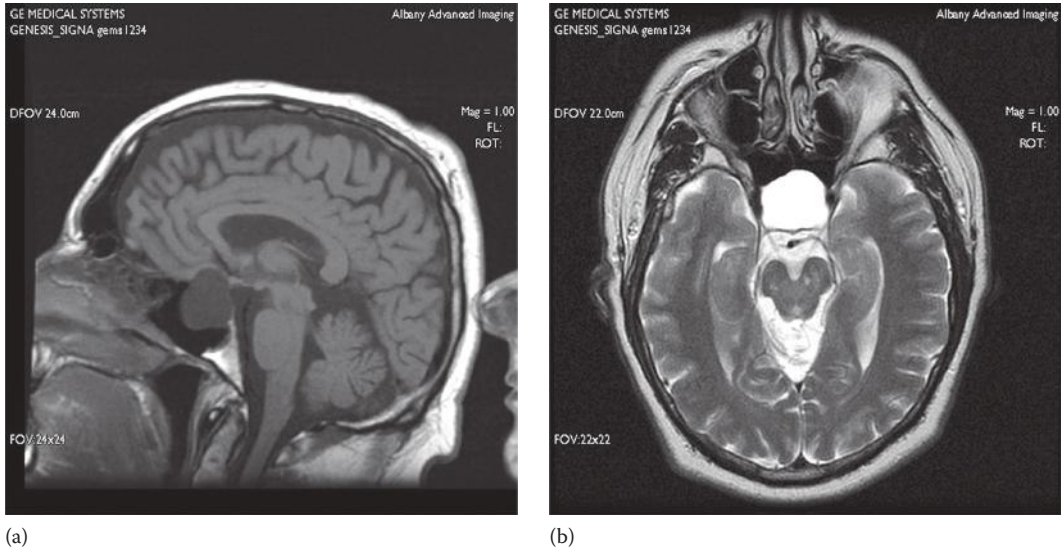 GE MEDICAL SYSTEMS
GENESIS_SIGNA gems1234
Albany Advanced Imaging
DFOV 24.0cm
Mag = 1.00
FL:
ROT:
FOV:24x24
(a)
GE MEDICAL SYSTEMS
GENESIS_SIGNA gems1234
Albany Advanced Imaging
DFOV 22.0cm
Mag = 1.00
FL:
ROT:
FOV:22x22
(b)